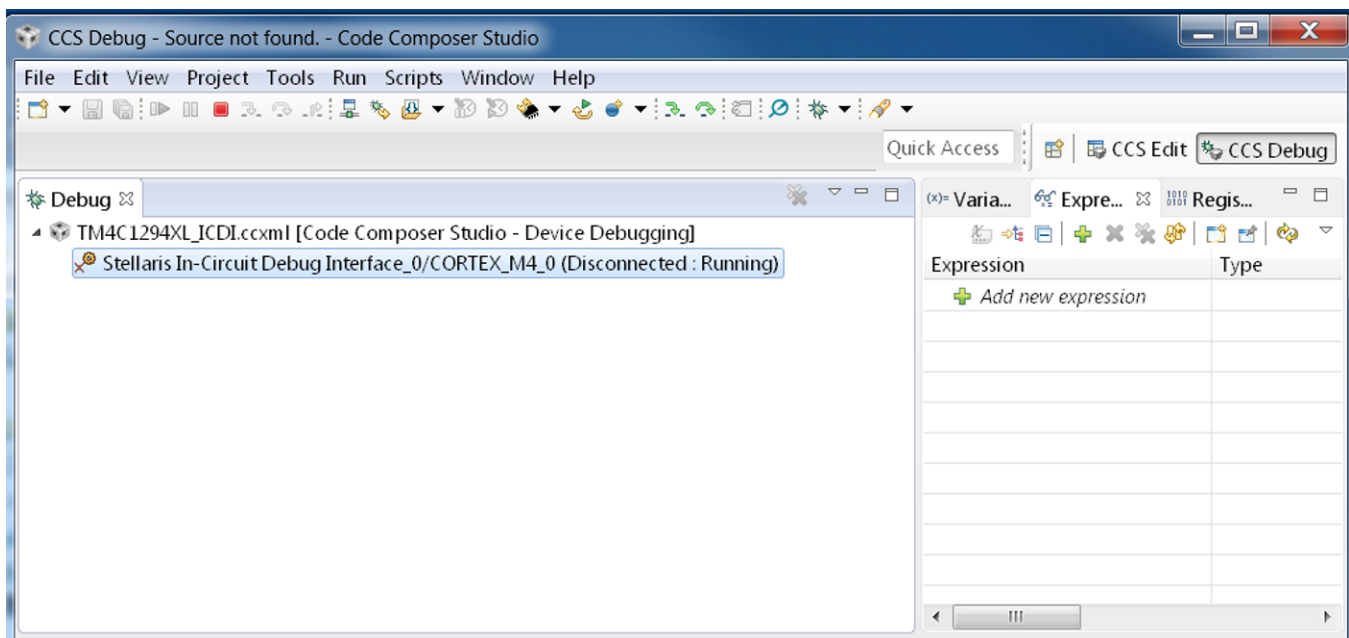 CCS Debug - Source not found. - Code Composer Studio
File Edit View Project Tools Run Scripts Window Help
Quick Access CCS Edit CCS Debug
Debug
TM4C1294XL_ICDI.ccxml [Code Composer Studio - Device Debugging]
Stellaris In-Circuit Debug Interface_0/CORTEX_M4_0 (Disconnected : Running)
(x)= Varia... Expre... 1010 0101 Regis...
Expression Type
Add new expression